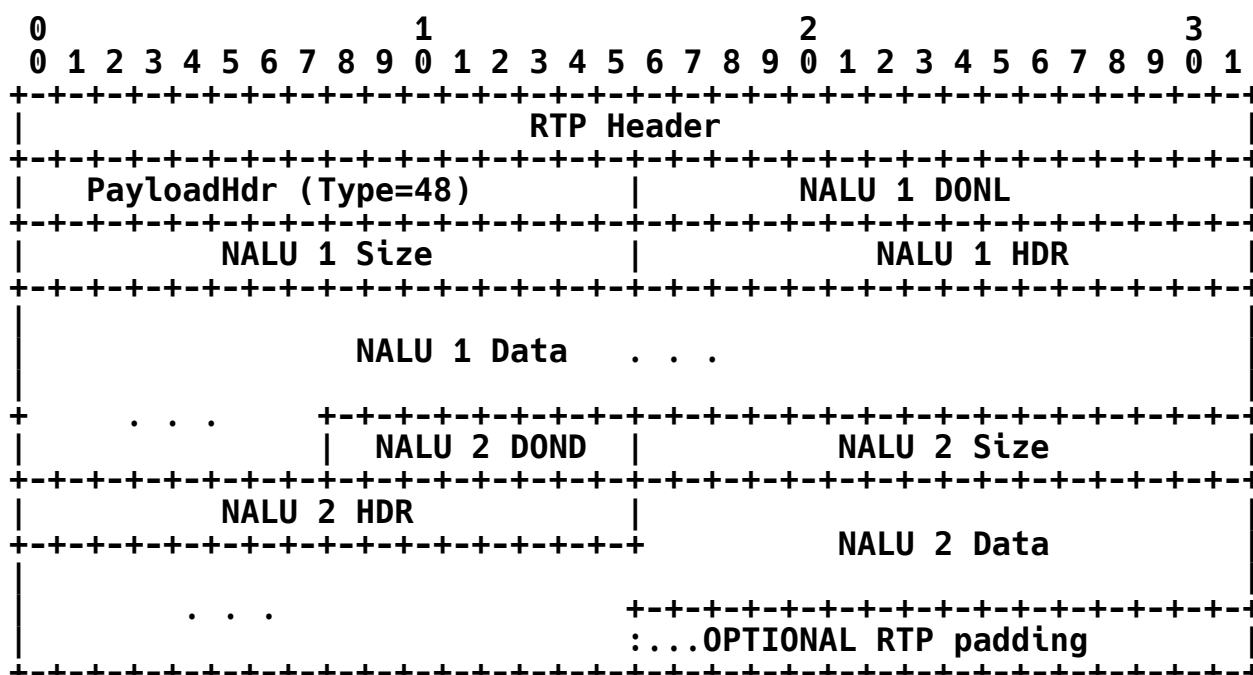 0                   1                   2                   3
 0 1 2 3 4 5 6 7 8 9 0 1 2 3 4 5 6 7 8 9 0 1 2 3 4 5 6 7 8 9 0 1
+-+-+-+-+-+-+-+-+-+-+-+-+-+-+-+-+-+-+-+-+-+-+-+-+-+-+-+-+-+-+-+-+
|                          RTP Header                           |
+-+-+-+-+-+-+-+-+-+-+-+-+-+-+-+-+-+-+-+-+-+-+-+-+-+-+-+-+-+-+-+-+
|   PayloadHdr (Type=48)        |        NALU 1 DONL            |
+-+-+-+-+-+-+-+-+-+-+-+-+-+-+-+-+-+-+-+-+-+-+-+-+-+-+-+-+-+-+-+-+
|          NALU 1 Size          |            NALU 1 HDR         |
+-+-+-+-+-+-+-+-+-+-+-+-+-+-+-+-+-+-+-+-+-+-+-+-+-+-+-+-+-+-+-+-+
|                                                               |
|                 NALU 1 Data   . . .                           |
|                                                               |
+     . . .     +-+-+-+-+-+-+-+-+-+-+-+-+-+-+-+-+-+-+-+-+-+-+-+-+
|               |  NALU 2 DOND  |          NALU 2 Size          |
+-+-+-+-+-+-+-+-+-+-+-+-+-+-+-+-+-+-+-+-+-+-+-+-+-+-+-+-+-+-+-+-+
|          NALU 2 HDR           |                               |
+-+-+-+-+-+-+-+-+-+-+-+-+-+-+-+-+          NALU 2 Data          |
|                                                               |
|        . . .                  +-+-+-+-+-+-+-+-+-+-+-+-+-+-+-+-+
|                               :...OPTIONAL RTP padding        |
+-+-+-+-+-+-+-+-+-+-+-+-+-+-+-+-+-+-+-+-+-+-+-+-+-+-+-+-+-+-+-+-+